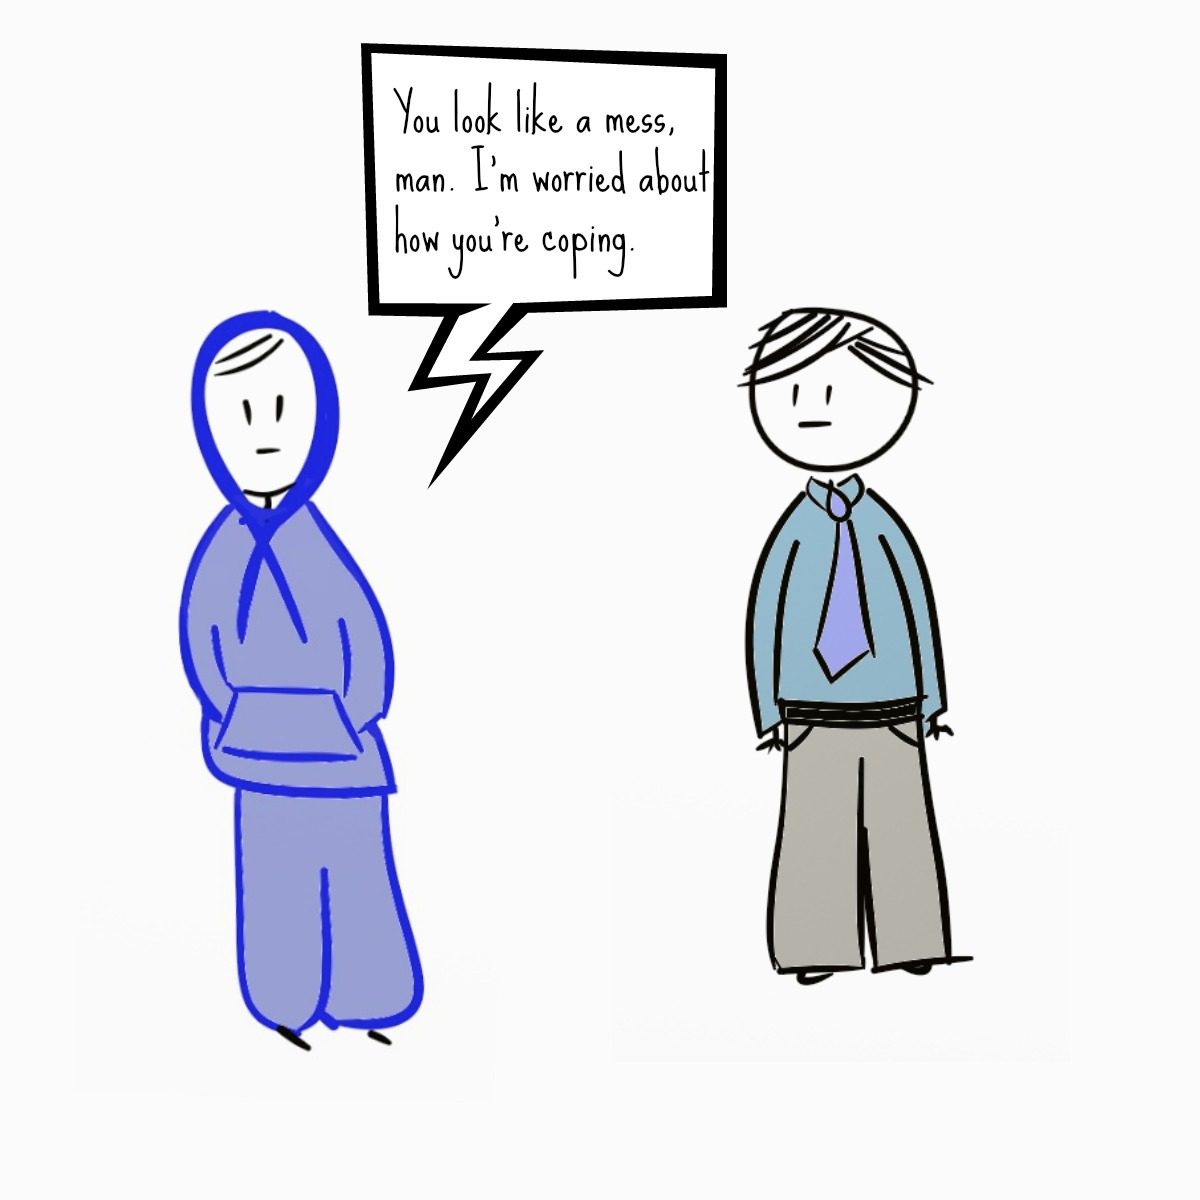 You look like a mess,
man. I'm worried about
how you're coping.